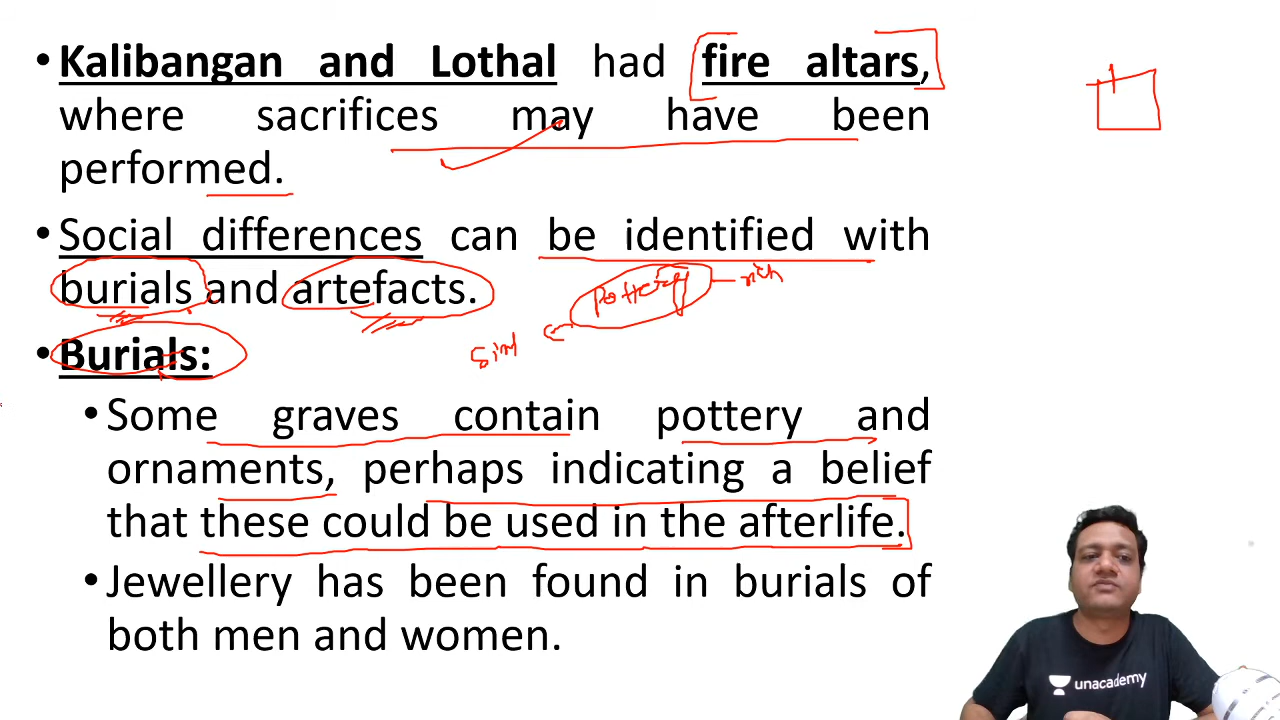 • Kalibangan and Lothal had fire altars,
where sacrifices may have been
performed.
• Social differences can be identified with
burials and artefacts.
pottery – rich
• Burials:
• Some graves contain pottery and
ornaments, perhaps indicating a belief
that these could be used in the afterlife.
• Jewellery has been found in burials of
both men and women.
unacademy